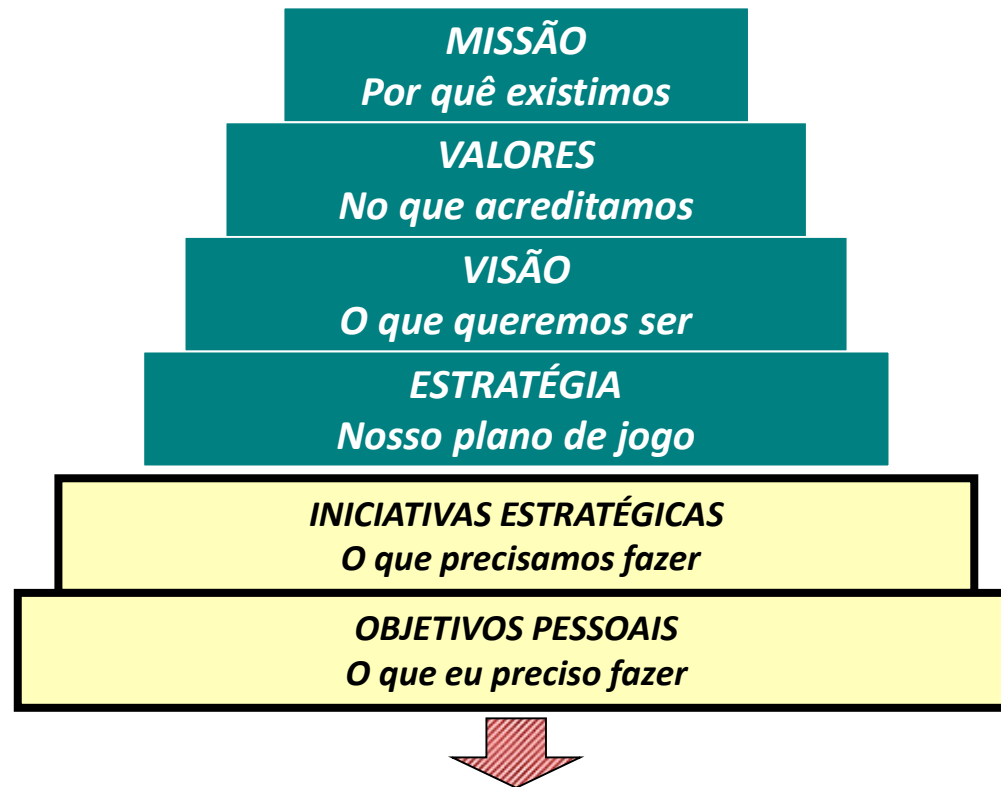 MISSÃO
Por quê existimos
VALORES
No que acreditamos
VISÃO
O que queremos ser
ESTRATÉGIA
Nosso plano de jogo
INICIATIVAS ESTRATÉGICAS
O que precisamos fazer
OBJETIVOS PESSOAIS
O que eu preciso fazer